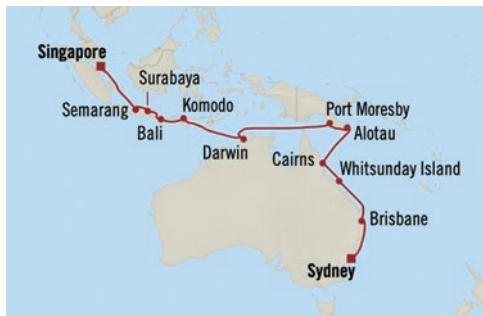 Singapore
Surabaya
Semarang
Komodo
Bali
Port Moresby
Alotau
Darwin
Cairns
Whitsunday Island
Brisbane
Sydney